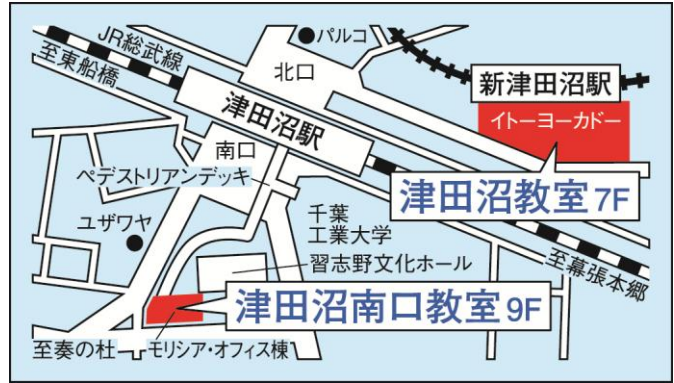 パルコ
JR総武線
至東船橋
北口
新津田沼駅
イトーヨーカドー
津田沼駅
南口
ペデストリアンデッキ
津田沼教室7F
ユザワヤ
千葉
工業大学
習志野文化ホール
至幕張本郷
津田沼南口教室9F
至奏の杜
モリシア・オフィス棟